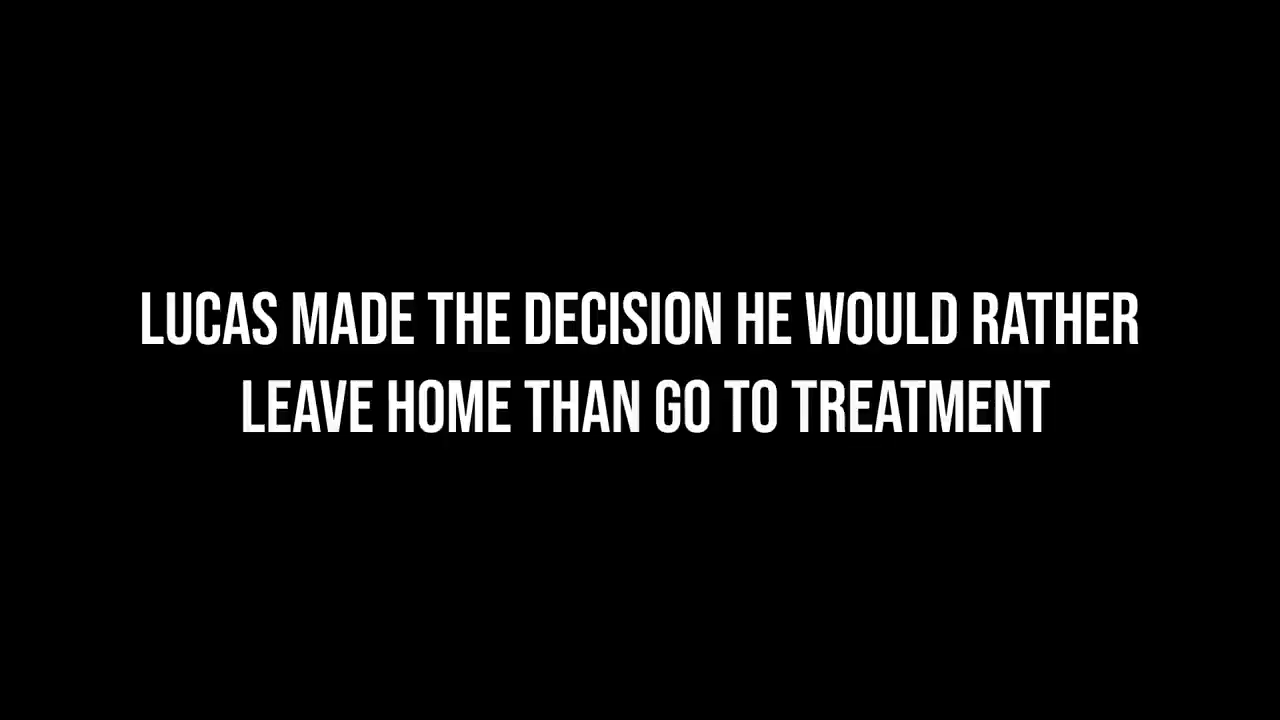 LUCAS MADE THE DECISION HE WOULD RATHER
LEAVE HOME THAN GO TO TREATMENT